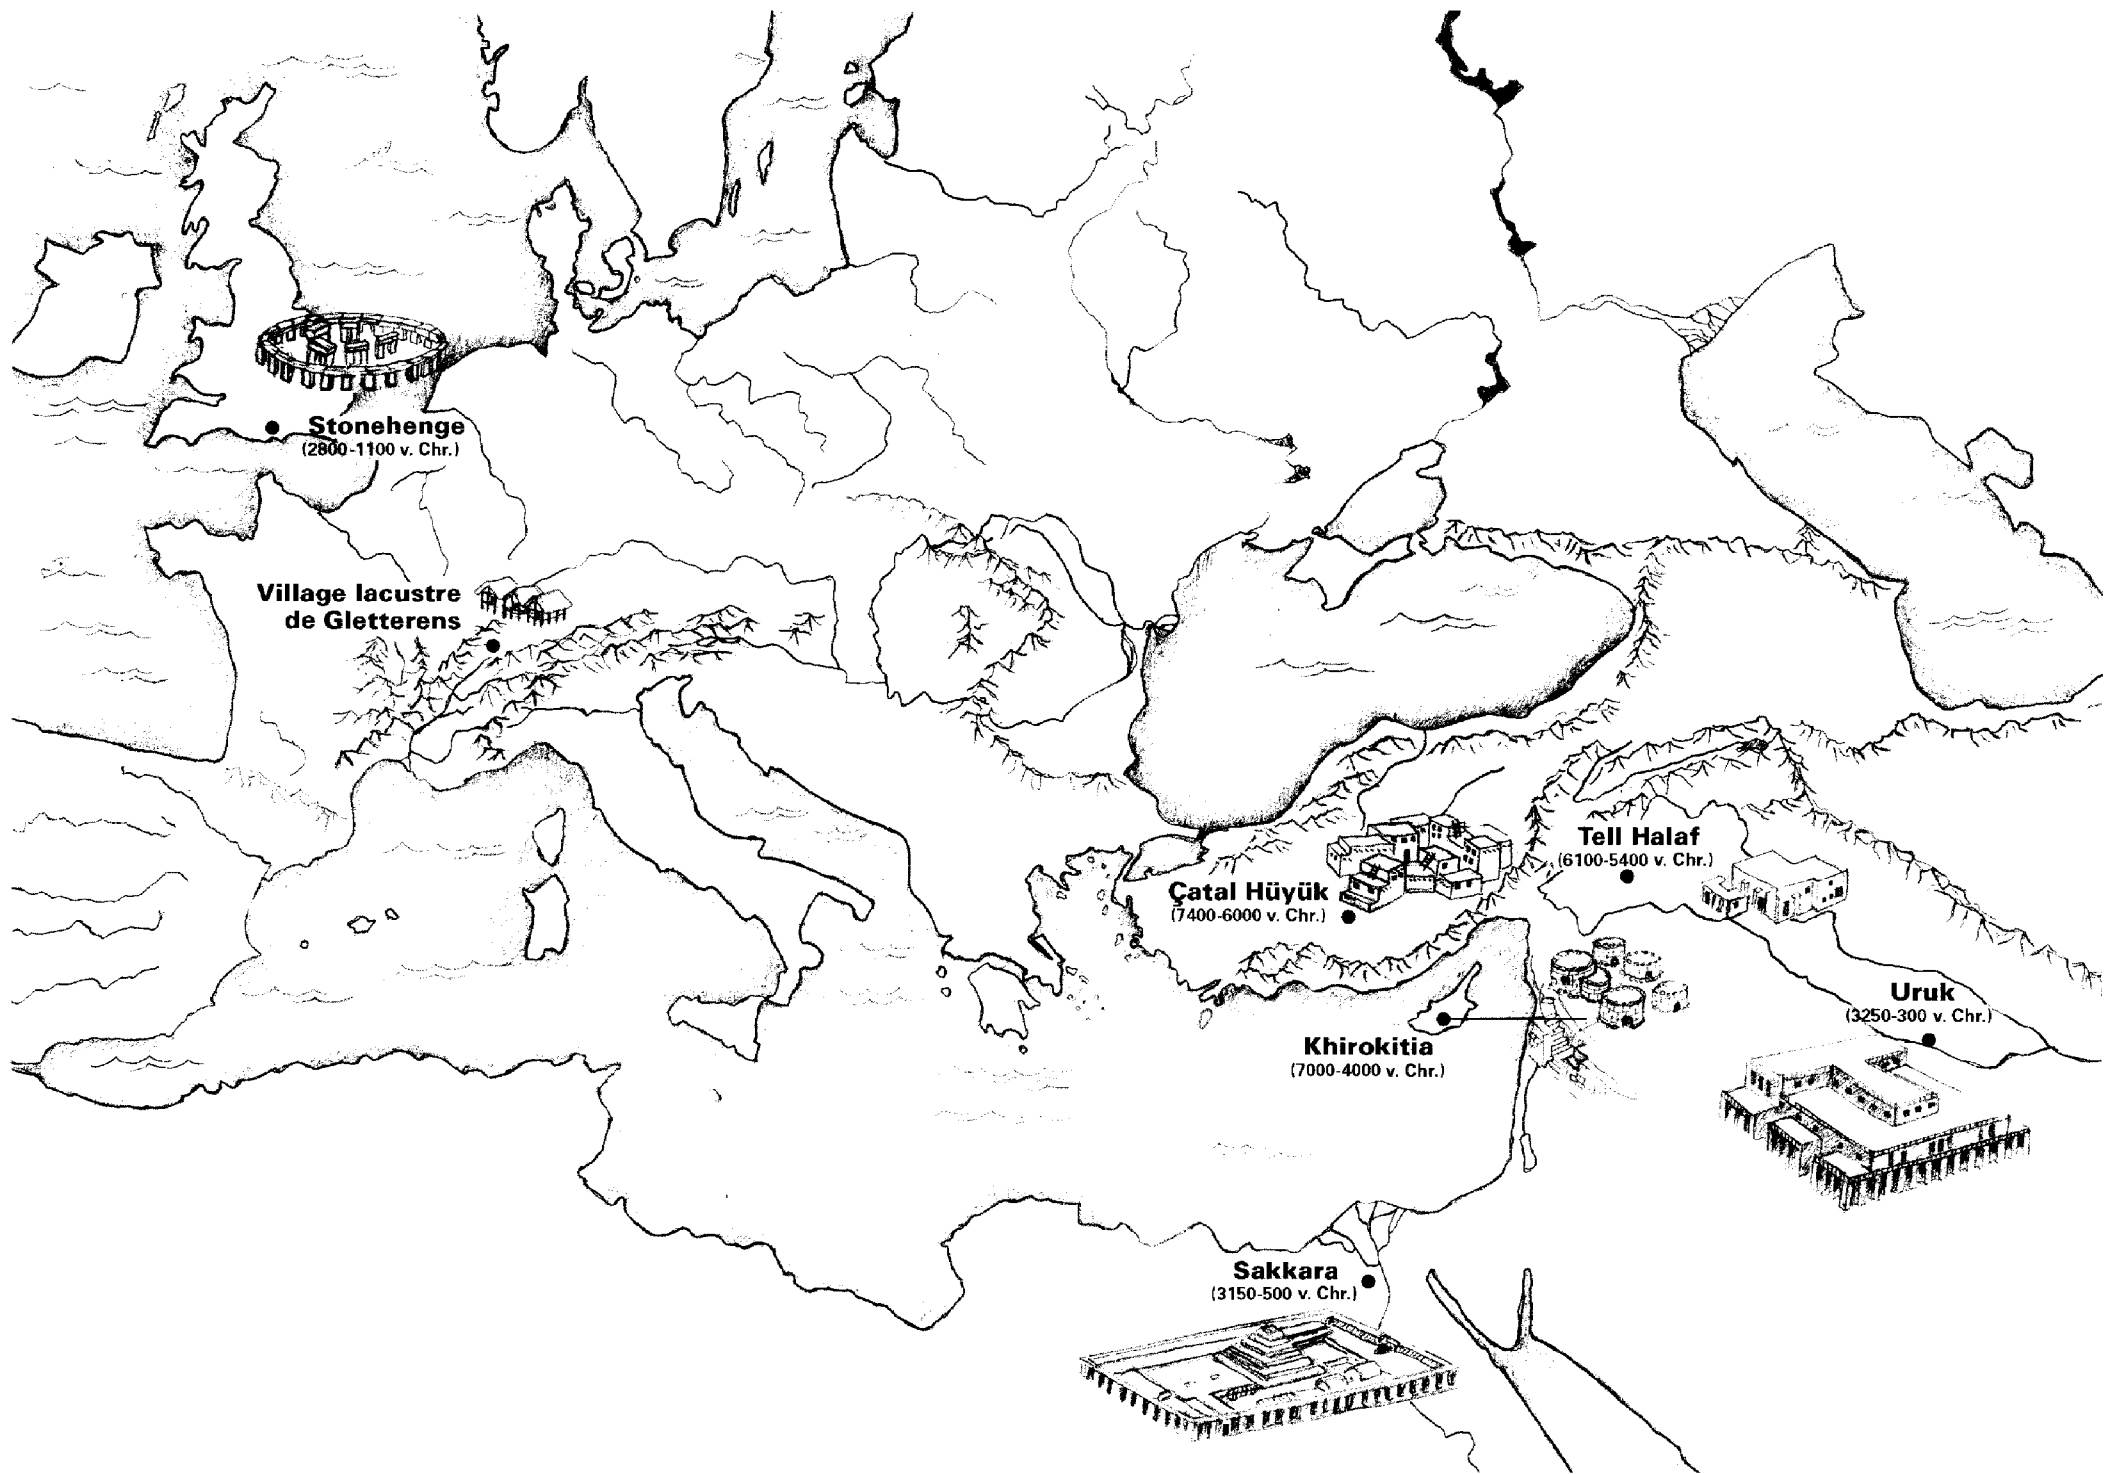 Stonehenge
(2800-1100 v. Chr.)
Village lacustre
de Gletterens
Tell Halaf
(6100-5400 v. Chr.)
Çatal Hüyük
(7400-6000 v. Chr.)
Uruk
(3250-300 v. Chr.)
Khirokitia
(7000-4000 v. Chr.)
Sakkara
(3150-500 v. Chr.)